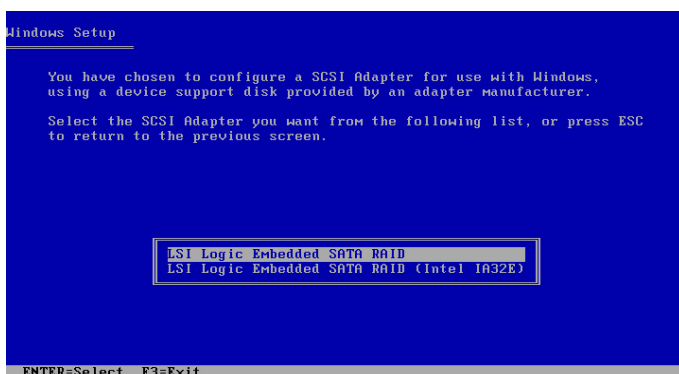 Windows Setup
You have chosen to configure a SCSI Adapter for use with Windows,
using a device support disk provided by an adapter manufacturer.
Select the SCSI Adapter you want from the following list, or press ESC
to return to the previous screen.
LSI Logic Embedded SATA RAID
LSI Logic Embedded SATA RAID (Intel IA32E)
ENTER=Select  F3=Exit